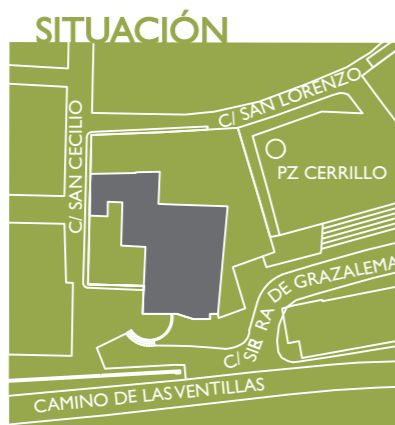 SITUACIÓN
C/ SAN LORENZO
C/ SAN CECILIO
PZ CERRILLO
C/ SIERRA DE GRAZALEMA
CAMINO DE LAS VENTILLAS